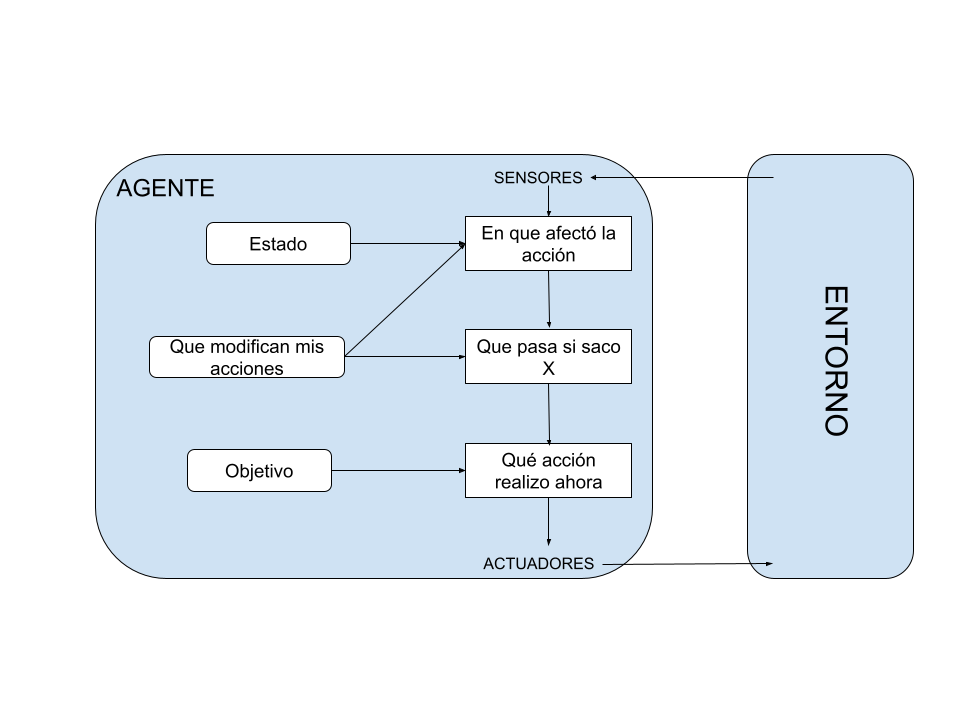 AGENTE
SENSORES
Estado
En que afectó la
acción
Que modifican mis
acciones
Que pasa si saco
X
Objetivo
Qué acción
realizo ahora
ACTUADORES
ENTORNO